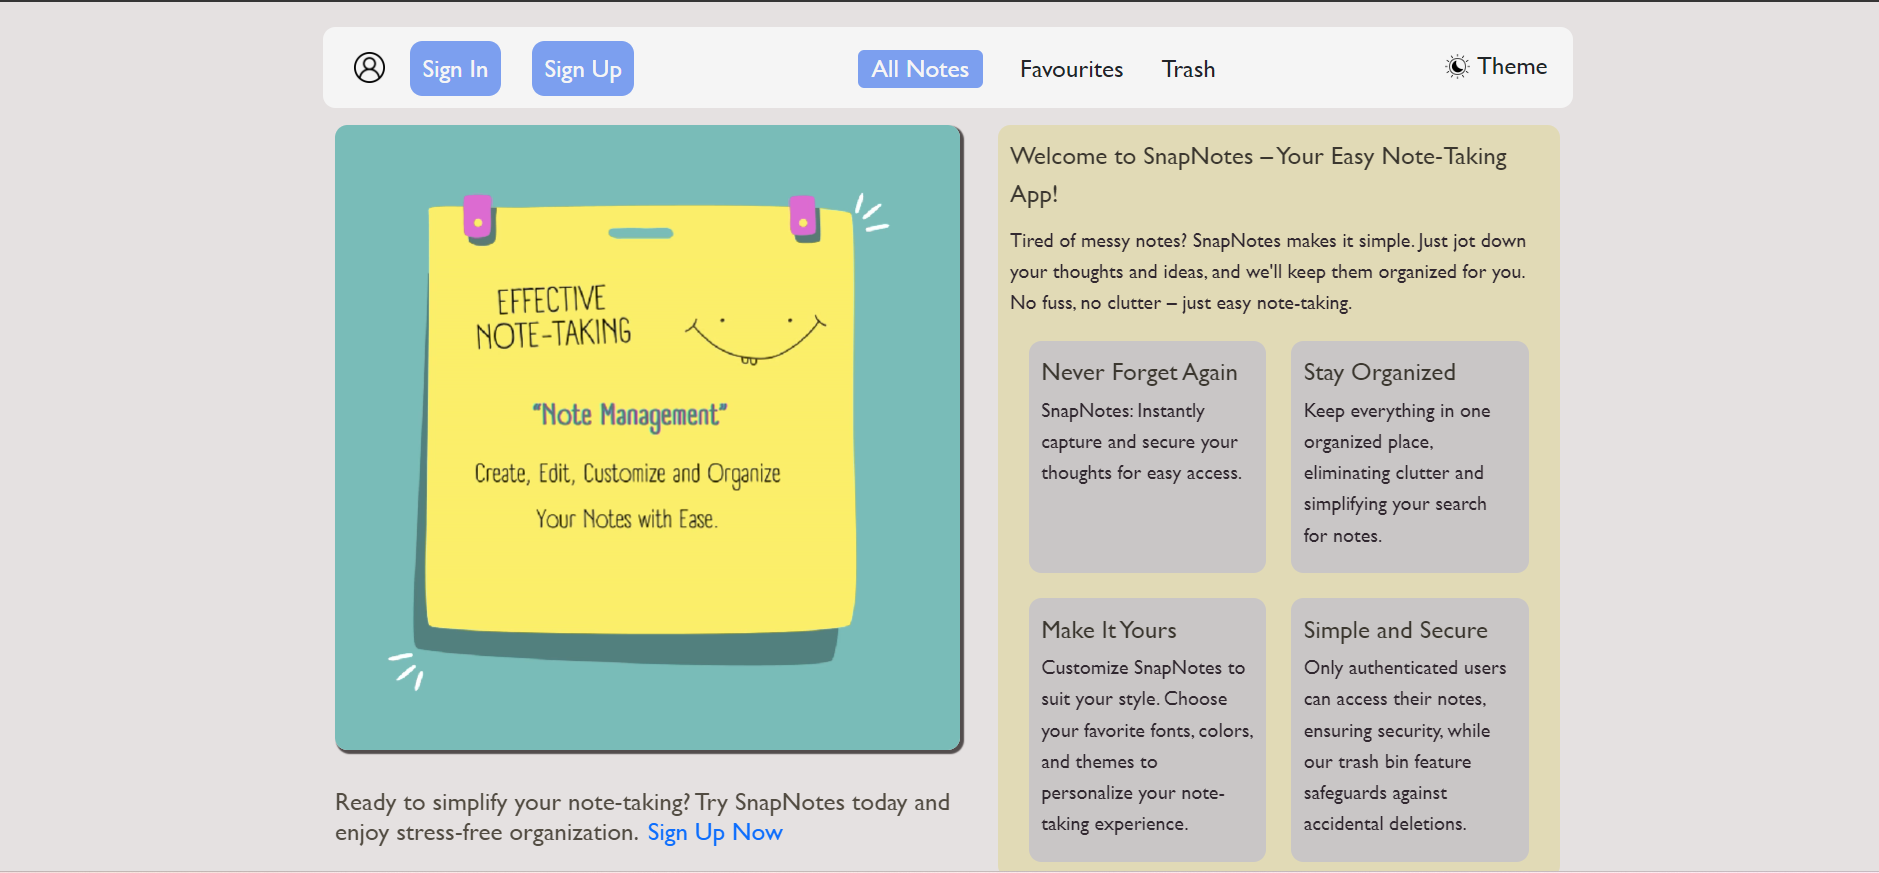 Sign In
Sign Up
All Notes
Favourites
Trash
Theme
EFFECTIVE
NOTE-TAKING
“Note Management”
Create, Edit, Customize and Organize
Your Notes with Ease.
Ready to simplify your note-taking? Try SnapNotes today and
enjoy stress-free organization. Sign Up Now
Welcome to SnapNotes – Your Easy Note-Taking
App!
Tired of messy notes? SnapNotes makes it simple. Just jot down
your thoughts and ideas, and we'll keep them organized for you.
No fuss, no clutter – just easy note-taking.
Never Forget Again
SnapNotes: Instantly
capture and secure your
thoughts for easy access.
Stay Organized
Keep everything in one
organized place,
eliminating clutter and
simplifying your search
for notes.
Make It Yours
Customize SnapNotes to
suit your style. Choose
your favorite fonts, colors,
and themes to
personalize your note-
taking experience.
Simple and Secure
Only authenticated users
can access their notes,
ensuring security, while
our trash bin feature
safeguards against
accidental deletions.